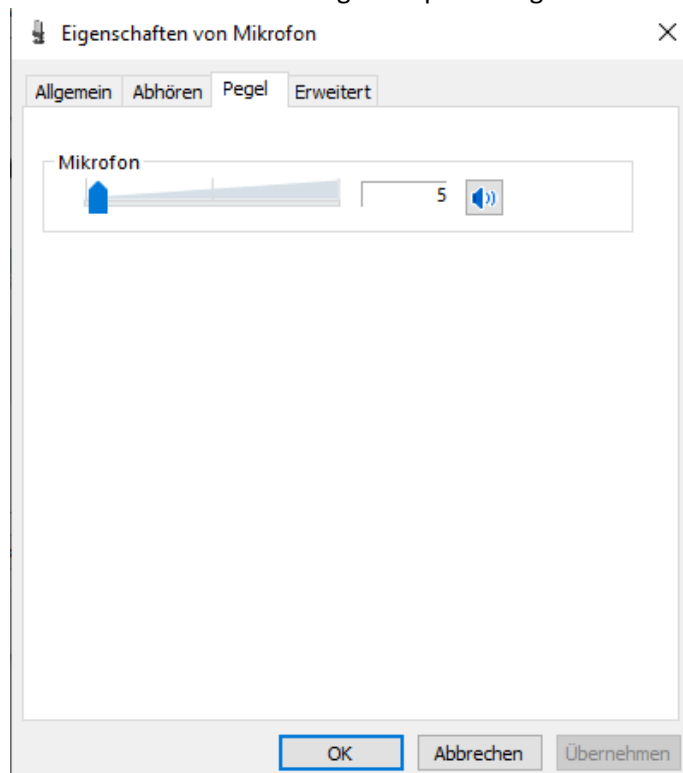 Eigenschaften von Mikrofon
Allgemein Abhören Pegel Erweitert
Mikrofon
5
OK Abbrechen Übernehmen